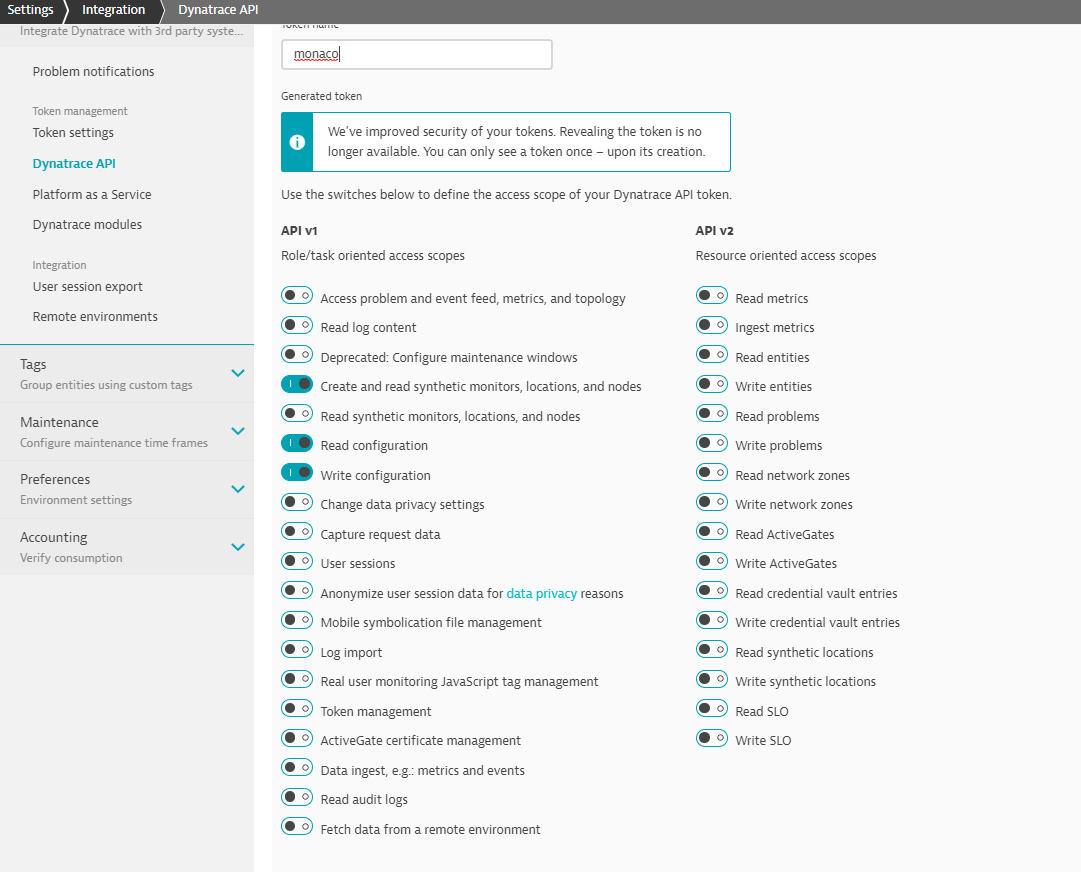 Settings Integration Dynatrace API
Integrate Dynatrace with 3rd party syste...
Problem notifications
Token management
Token settings
Dynatrace API
Platform as a Service
Dynatrace modules
Integration
User session export
Remote environments
Tags
Group entities using custom tags
Maintenance
Configure maintenance time frames
Preferences
Environment settings
Accounting
Verify consumption
Token name
monaco
Generated token
We've improved security of your tokens. Revealing the token is no
longer available. You can only see a token once – upon its creation.
Use the switches below to define the access scope of your Dynatrace API token.
API v1
Role/task oriented access scopes
Access problem and event feed, metrics, and topology
Read log content
Deprecated: Configure maintenance windows
Create and read synthetic monitors, locations, and nodes
Read synthetic monitors, locations, and nodes
Read configuration
Write configuration
Change data privacy settings
Capture request data
User sessions
Anonymize user session data for data privacy reasons
Mobile symbolication file management
Log import
Real user monitoring JavaScript tag management
Token management
ActiveGate certificate management
Data ingest, e.g.: metrics and events
Read audit logs
Fetch data from a remote environment
API v2
Resource oriented access scopes
Read metrics
Ingest metrics
Read entities
Write entities
Read problems
Write problems
Read network zones
Write network zones
Read ActiveGates
Write ActiveGates
Read credential vault entries
Write credential vault entries
Read synthetic locations
Write synthetic locations
Read SLO
Write SLO